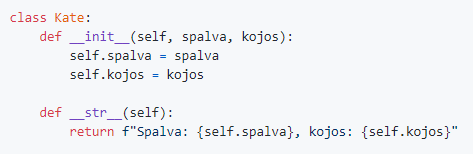 class Kate:
    def __init__(self, spalva, kojos):
        self.spalva = spalva
        self.kojos = kojos

    def __str__(self):
        return f"Spalva: {self.spalva}, kojos: {self.kojos}"